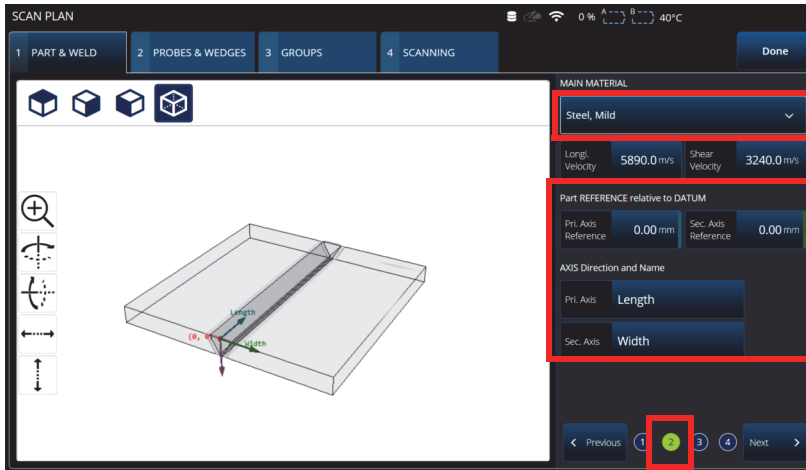 SCAN PLAN
0 % A B 40°C
1 PART & WELD 2 PROBES & WEDGES 3 GROUPS 4 SCANNING Done
MAIN MATERIAL
Steel, Mild
Longi. Velocity 5890.0 m/s Shear Velocity 3240.0 m/s
Part REFERENCE relative to DATUM
Pri. Axis Reference 0.00 mm Sec. Axis Reference 0.00 mm
AXIS Direction and Name
Pri. Axis Length
Sec. Axis Width
Length
(0,
Width
Previous 1 2 3 4 Next